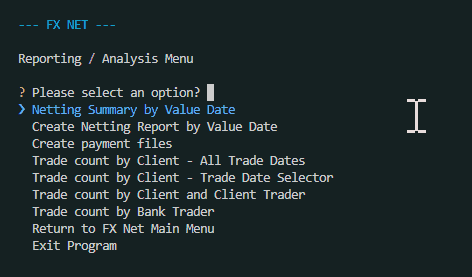 --- FX NET ---
Reporting / Analysis Menu
? Please select an option?
❯ Netting Summary by Value Date
Create Netting Report by Value Date
Create payment files
Trade count by Client - All Trade Dates
Trade count by Client - Trade Date Selector
Trade count by Client and Client Trader
Trade count by Bank Trader
Return to FX Net Main Menu
Exit Program